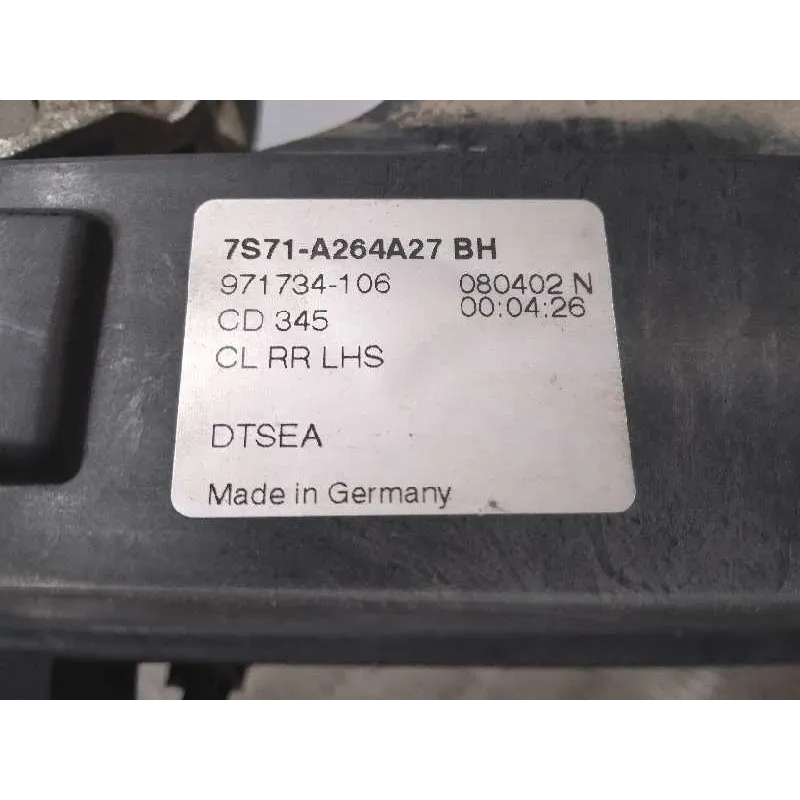 7S71-A264A27 BH
971734-106 080402 N
CD 345 00:04:26
CL RR LHS
DTSEA
Made in Germany